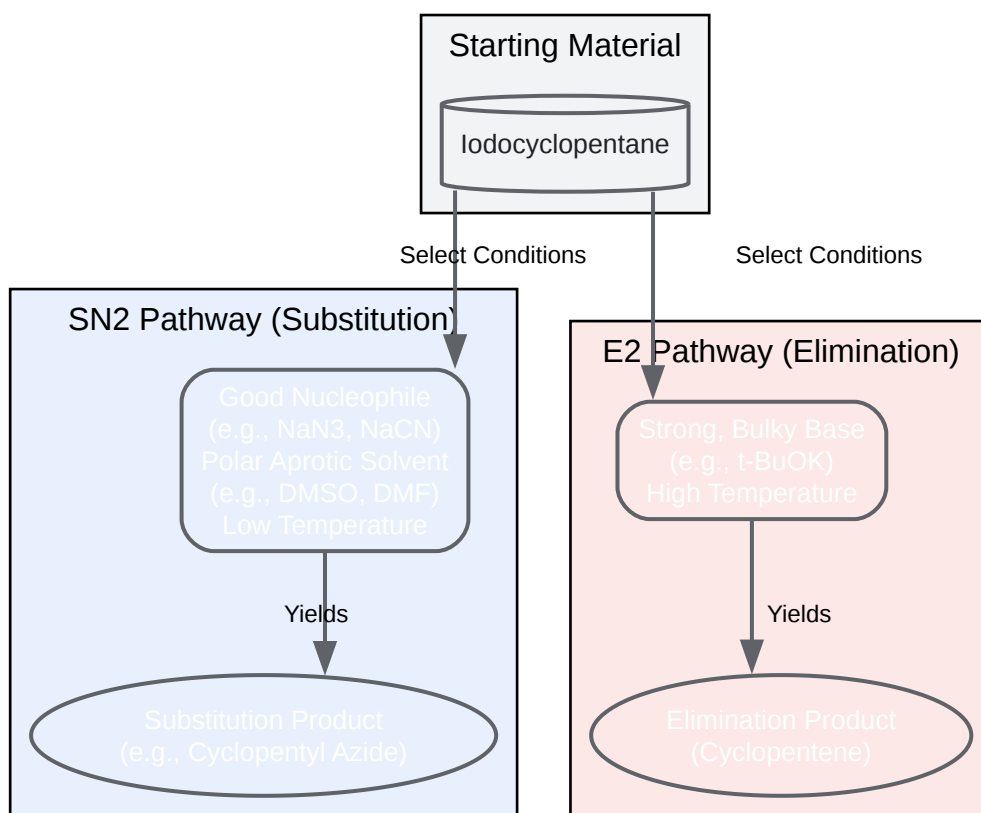 Starting Material
Iodocyclopentane
Select Conditions
Select Conditions
SN2 Pathway (Substitution)
Good Nucleophile
(e.g., NaN3, NaCN)
Polar Aprotic Solvent
(e.g., DMSO, DMF)
Low Temperature
Yields
Substitution Product
(e.g., Cyclopentyl Azide)
E2 Pathway (Elimination)
Strong, Bulky Base
(e.g., t-BuOK)
High Temperature
Yields
Elimination Product
(Cyclopentene)